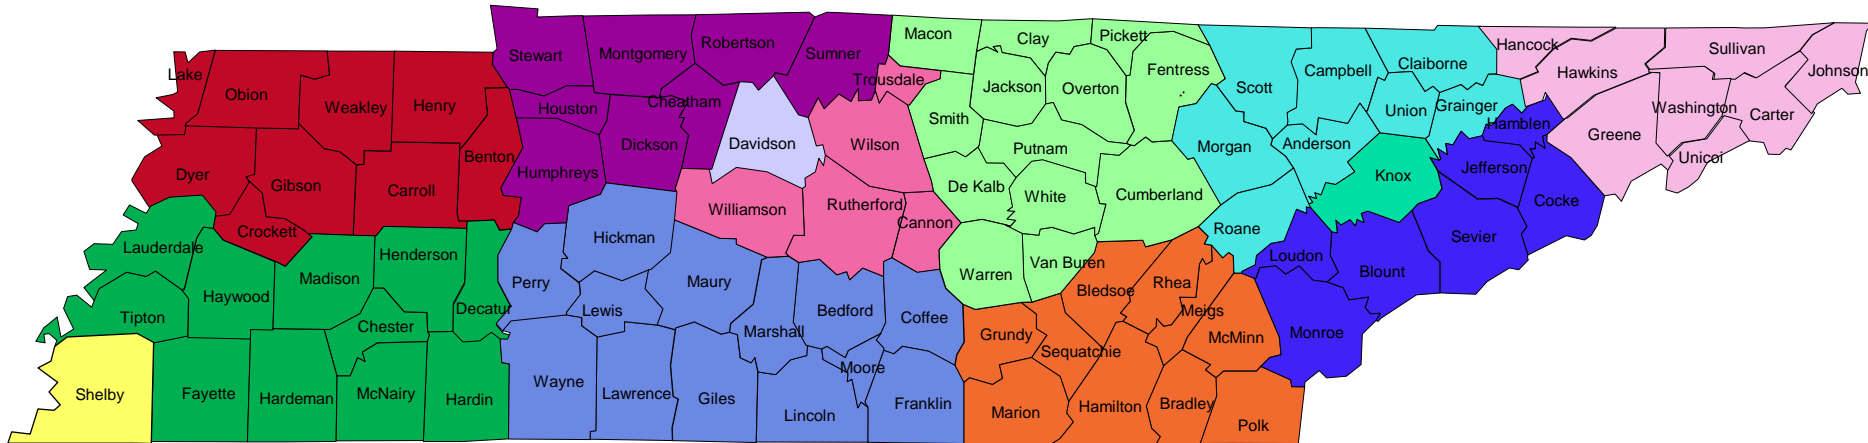 Lake
Obion
Weakley
Henry
Stewart
Montgomery
Robertson
Sumner
Macon
Clay
Pickett
Fentress
Scott
Campbell
Claiborne
Hancock
Hawkins
Sullivan
Johnson
Houston
Cheatham
Trousdale
Jackson
Overton
Union
Grainger
Washington
Carter
Dyer
Gibson
Carroll
Benton
Humphreys
Dickson
Davidson
Wilson
Smith
Putnam
Morgan
Anderson
Hamblen
Greene
Unicoi
Crockett
Williamson
Rutherford
Cannon
De Kalb
White
Cumberland
Roane
Knox
Jefferson
Cocke
Lauderdale
Haywood
Madison
Henderson
Decatur
Perry
Hickman
Maury
Warren
Van Buren
Bledsoe
Rhea
Loudon
Blount
Sevier
Tipton
Chester
Lewis
Marshall
Bedford
Coffee
Grundy
Sequatchie
Meigs
McMinn
Monroe
Shelby
Fayette
Hardeman
McNairy
Hardin
Wayne
Lawrence
Giles
Lincoln
Moore
Franklin
Marion
Hamilton
Bradley
Polk